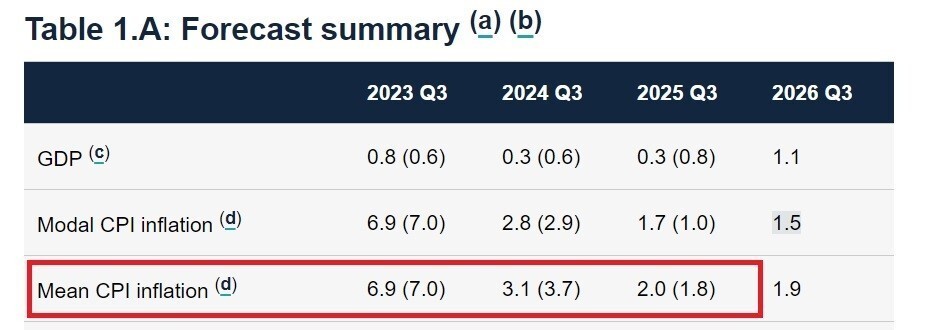 Table 1.A: Forecast summary (a) (b)
2023 Q3 2024 Q3 2025 Q3 2026 Q3
GDP (c) 0.8 (0.6) 0.3 (0.6) 0.3 (0.8) 1.1
Modal CPI inflation (d) 6.9 (7.0) 2.8 (2.9) 1.7 (1.0) 1.5
Mean CPI inflation (d) 6.9 (7.0) 3.1 (3.7) 2.0 (1.8) 1.9